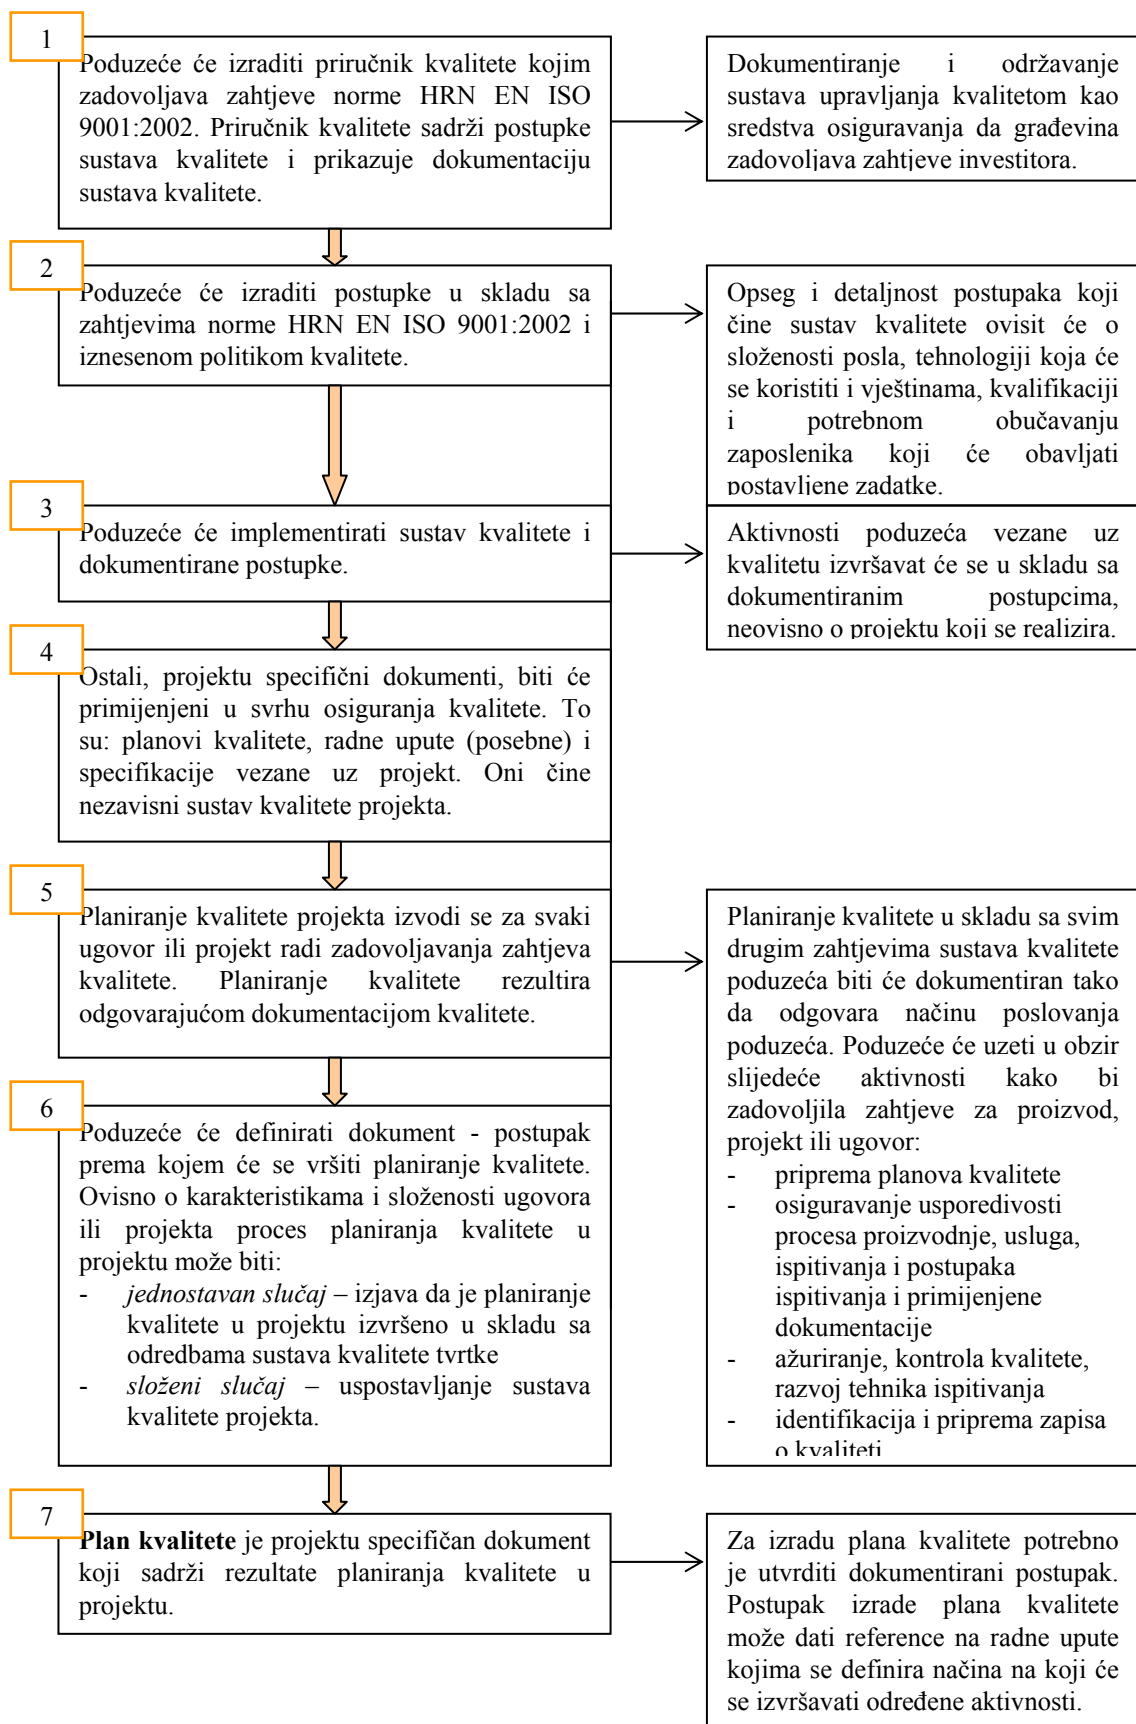 1
Poduzeće će izraditi priručnik kvalitete kojim
zadovoljava zahtjeve norme HRN EN ISO
9001:2002. Priručnik kvalitete sadrži postupke
sustava kvalitete i prikazuje dokumentaciju
sustava kvalitete.
Dokumentiranje i održavanje
sustava upravljanja kvalitetom kao
sredstva osiguravanja da građevina
zadovoljava zahtjeve investitora.
2
Poduzeće će izraditi postupke u skladu sa
zahtjevima norme HRN EN ISO 9001:2002 i
iznesenom politikom kvalitete.
Opseg i detaljnost postupaka koji
čine sustav kvalitete ovisit će o
složenosti posla, tehnologiji koja će
se koristiti i vještinama, kvalifikaciji
i potrebnom obučavanju
zaposlenika koji će obavljati
postavljene zadatke.
3
Poduzeće će implementirati sustav kvalitete i
dokumentirane postupke.
Aktivnosti poduzeća vezane uz
kvalitetu izvršavat će se u skladu sa
dokumentiranim postupcima,
neovisno o projektu koji se realizira.
4
Ostali, projektu specifični dokumenti, biti će
primijenjeni u svrhu osiguranja kvalitete. To
su: planovi kvalitete, radne upute (posebne) i
specifikacije vezane uz projekt. Oni čine
nezavisni sustav kvalitete projekta.
5
Planiranje kvalitete projekta izvodi se za svaki
ugovor ili projekt radi zadovoljavanja zahtjeva
kvalitete. Planiranje kvalitete rezultira
odgovarajućom dokumentacijom kvalitete.
Planiranje kvalitete u skladu sa svim
drugim zahtjevima sustava kvalitete
poduzeća biti će dokumentiran tako
da odgovara načinu poslovanja
poduzeća. Poduzeće će uzeti u obzir
slijedeće aktivnosti kako bi
zadovoljila zahtjeve za proizvod,
projekt ili ugovor:
- priprema planova kvalitete
- osiguravanje usporedivosti
procesa proizvodnje, usluga,
ispitivanja i postupaka
ispitivanja i primijenjene
dokumentacije
- ažuriranje, kontrola kvalitete,
razvoj tehnika ispitivanja
- identifikacija i priprema zapisa
o kvaliteti
6
Poduzeće će definirati dokument - postupak
prema kojem će se vršiti planiranje kvalitete.
Ovisno o karakteristikama i složenosti ugovora
ili projekta proces planiranja kvalitete u
projektu može biti:
- jednostavan slučaj – izjava da je planiranje
kvalitete u projektu izvršeno u skladu sa
odredbama sustava kvalitete tvrtke
- složeni slučaj – uspostavljanje sustava
kvalitete projekta.
7
Plan kvalitete je projektu specifičan dokument
koji sadrži rezultate planiranja kvalitete u
projektu.
Za izradu plana kvalitete potrebno
je utvrditi dokumentirani postupak.
Postupak izrade plana kvalitete
može dati reference na radne upute
kojima se definira načina na koji će
se izvršavati određene aktivnosti.